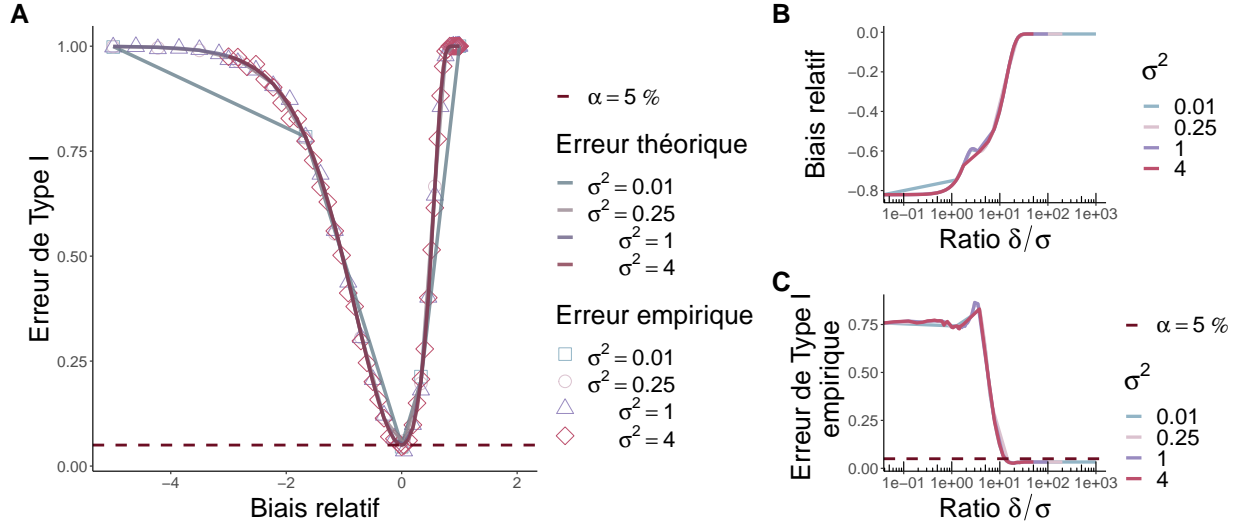 A
Erreur de Type I
1.00
0.75
0.50
0.25
0.00
−4
−2
0
2
Biais relatif
α = 5 %
Erreur théorique
σ² = 0.01
σ² = 0.25
σ² = 1
σ² = 4
Erreur empirique
σ² = 0.01
σ² = 0.25
σ² = 1
σ² = 4
B
Biais relatif
0.0
−0.2
−0.4
−0.6
−0.8
1e−01
1e+00
1e+01
1e+02
1e+03
Ratio δ/σ
σ²
0.01
0.25
1
4
C
Erreur de Type I
empirique
0.75
0.50
0.25
0.00
1e−01
1e+00
1e+01
1e+02
1e+03
Ratio δ/σ
α = 5 %
σ²
0.01
0.25
1
4